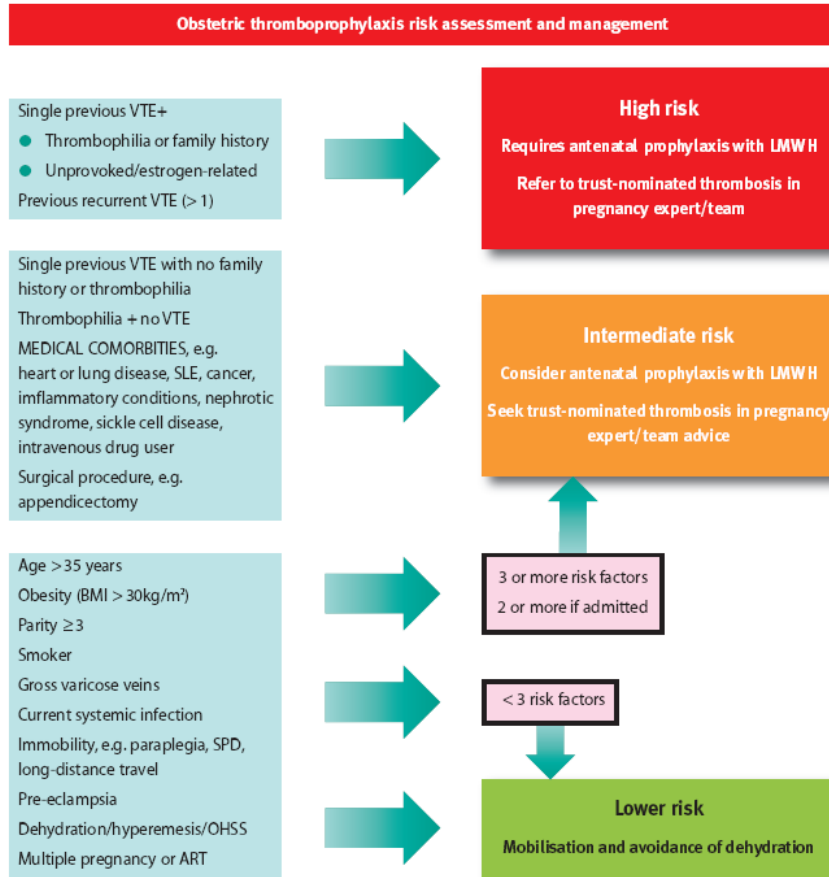 Obstetric thromboprophylaxis risk assessment and management
Single previous VTE+
Thrombophilia or family history
Unprovoked/estrogen-related
Previous recurrent VTE (> 1)
High risk
Requires antenatal prophylaxis with LMWH
Refer to trust-nominated thrombosis in
pregnancy expert/team
Single previous VTE with no family
history or thrombophilia
Thrombophilia + no VTE
MEDICAL COMORBITIES, e.g.
heart or lung disease, SLE, cancer,
imflammatory conditions, nephrotic
syndrome, sickle cell disease,
intravenous drug user
Surgical procedure, e.g.
appendicectomy
Intermediate risk
Consider antenatal prophylaxis with LMWH
Seek trust-nominated thrombosis in pregnancy
expert/team advice
Age >35 years
Obesity (BMI > 30kg/m²)
Parity ≥3
Smoker
Gross varicose veins
Current systemic infection
Immobility, e.g. paraplegia, SPD,
long-distance travel
Pre-eclampsia
Dehydration/hyperemesis/OHSS
Multiple pregnancy or ART
3 or more risk factors
2 or more if admitted
< 3 risk factors
Lower risk
Mobilisation and avoidance of dehydration